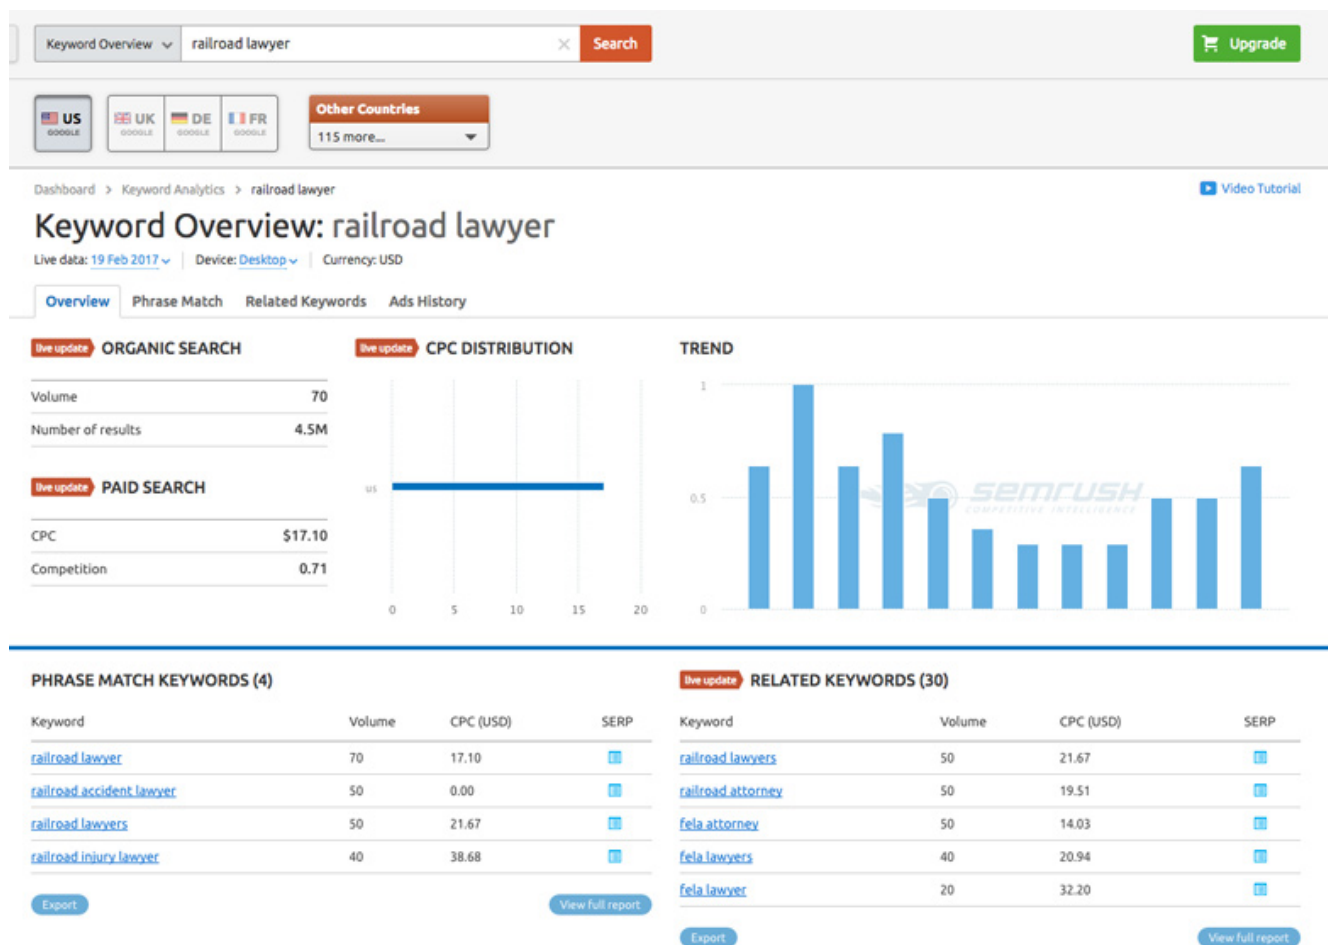 Keyword Overview railroad lawyer × Search Upgrade
US GOOGLE UK GOOGLE DE GOOGLE FR GOOGLE
Other Countries
115 more...
Dashboard > Keyword Analytics > railroad lawyer Video Tutorial
Keyword Overview: railroad lawyer
Live data: 19 Feb 2017 Device: Desktop Currency: USD
Overview Phrase Match Related Keywords Ads History
live update ORGANIC SEARCH
Volume 70
Number of results 4.5M
live update PAID SEARCH
CPC $17.10
Competition 0.71
live update CPC DISTRIBUTION
us
0 5 10 15 20
TREND
1
0.5
0
SEMRUSH
COMPETITIVE INTELLIGENCE
PHRASE MATCH KEYWORDS (4)
Keyword Volume CPC (USD) SERP
railroad lawyer 70 17.10
railroad accident lawyer 50 0.00
railroad lawyers 50 21.67
railroad injury lawyer 40 38.68
Export View full report
live update RELATED KEYWORDS (30)
Keyword Volume CPC (USD) SERP
railroad lawyers 50 21.67
railroad attorney 50 19.51
fela attorney 50 14.03
fela lawyers 40 20.94
fela lawyer 20 32.20
Export View full report